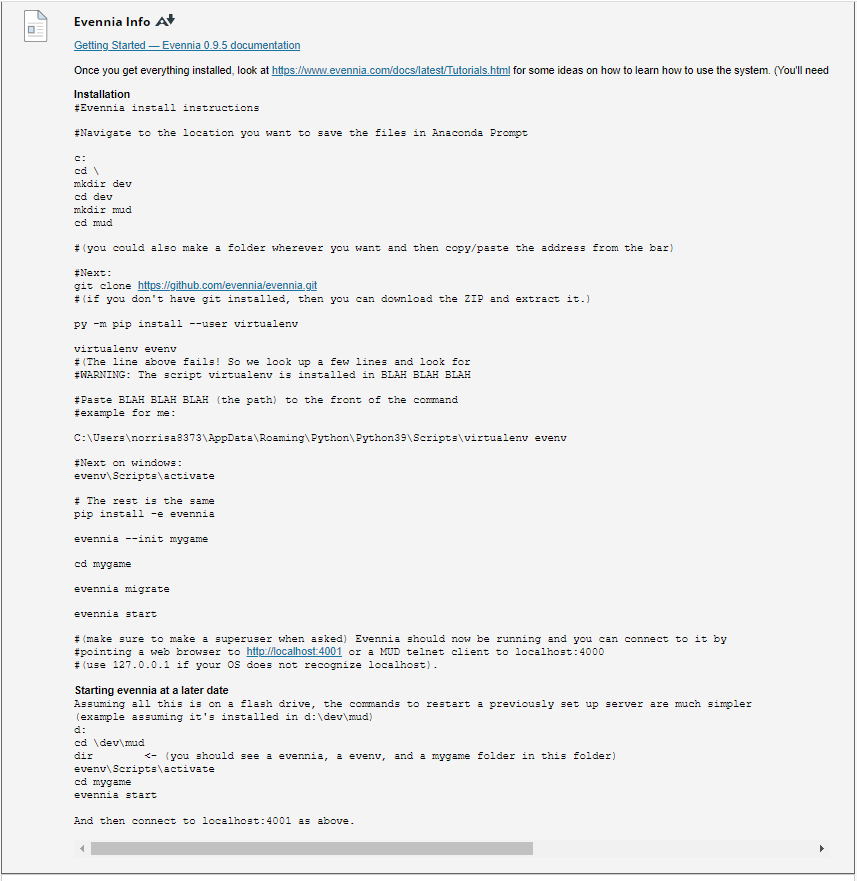 Evennia Info
Getting Started — Evennia 0.9.5 documentation
Once you get everything installed, look at https://www.evennia.com/docs/latest/Tutorials.html for some ideas on how to learn how to use the system. (You'll need
Installation
#Evennia install instructions
#Navigate to the location you want to save the files in Anaconda Prompt
c:
cd \
mkdir dev
cd dev
mkdir mud
cd mud
#(you could also make a folder wherever you want and then copy/paste the address from the bar)
#Next:
git clone https://github.com/evennia/evennia.git
#(if you don't have git installed, then you can download the ZIP and extract it.)
py -m pip install --user virtualenv
virtualenv evenv
#(The line above fails! So we look up a few lines and look for
#WARNING: The script virtualenv is installed in BLAH BLAH BLAH
#Paste BLAH BLAH BLAH (the path) to the front of the command
#example for me:
C:\Users\norrisa8373\AppData\Roaming\Python\Python39\Scripts\virtualenv evenv
#Next on windows:
evenv\Scripts\activate
# The rest is the same
pip install -e evennia
evennia --init mygame
cd mygame
evennia migrate
evennia start
#(make sure to make a superuser when asked) Evennia should now be running and you can connect to it by
#pointing a web browser to http://localhost:4001 or a MUD telnet client to localhost:4000
#(use 127.0.0.1 if your OS does not recognize localhost).
Starting evennia at a later date
Assuming all this is on a flash drive, the commands to restart a previously set up server are much simpler
(example assuming it's installed in d:\dev\mud)
d:
cd \dev\mud
dir <- (you should see a evennia, a evenv, and a mygame folder in this folder)
evenv\Scripts\activate
cd mygame
evennia start
And then connect to localhost:4001 as above.